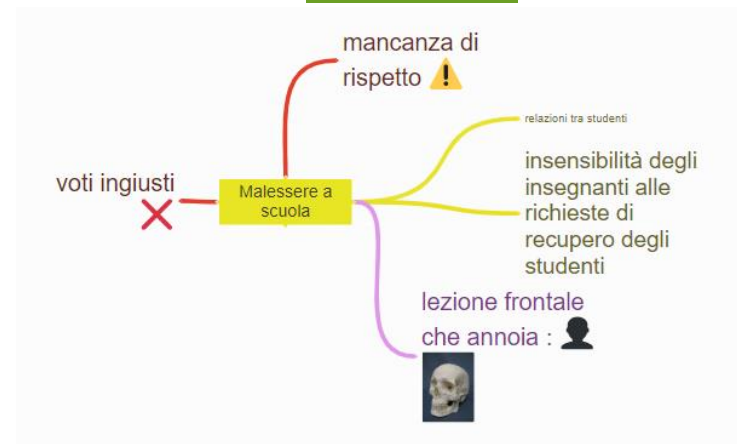 mancanza di
rispetto
relazioni tra studenti
voti ingiusti
Malessere a
scuola
insensibilità degli
insegnanti alle
richieste di
recupero degli
studenti
lezione frontale
che annoia :